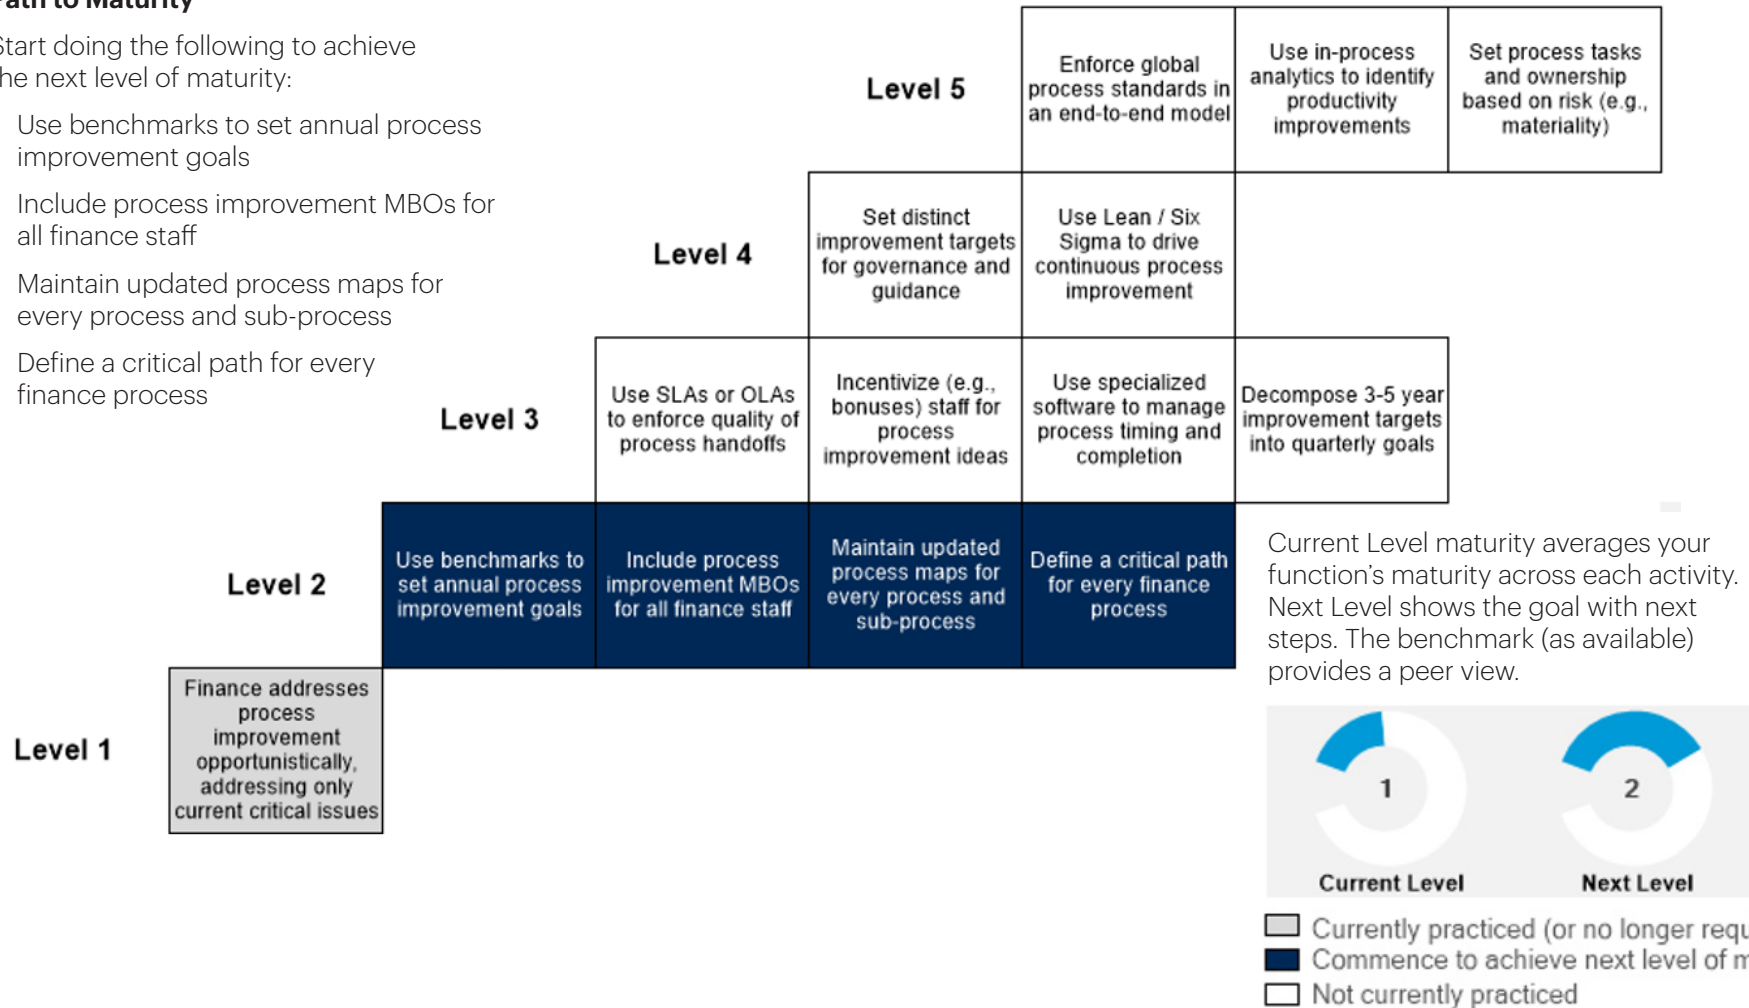 Path to Maturity
Start doing the following to achieve
the next level of maturity:
Use benchmarks to set annual process
improvement goals
Include process improvement MBOs for
all finance staff
Maintain updated process maps for
every process and sub-process
Define a critical path for every
finance process
Level 5
Enforce global
process standards in
an end-to-end model
Use in-process
analytics to identify
productivity
improvements
Set process tasks
and ownership
based on risk (e.g.,
materiality)
Level 4
Set distinct
improvement targets
for governance and
guidance
Use Lean / Six
Sigma to drive
continuous process
improvement
Level 3
Use SLAs or OLAs
to enforce quality of
process handoffs
Incentivize (e.g.,
bonuses) staff for
process
improvement ideas
Use specialized
software to manage
process timing and
completion
Decompose 3-5 year
improvement targets
into quarterly goals
Level 2
Use benchmarks to
set annual process
improvement goals
Include process
improvement MBOs
for all finance staff
Maintain updated
process maps for
every process and
sub-process
Define a critical path
for every finance
process
Level 1
Finance addresses
process
improvement
opportunistically,
addressing only
current critical issues
Current Level maturity averages your
function's maturity across each activity.
Next Level shows the goal with next
steps. The benchmark (as available)
provides a peer view.
1
2
Current Level
Next Level
Currently practiced (or no longer requ
Commence to achieve next level of m
Not currently practiced